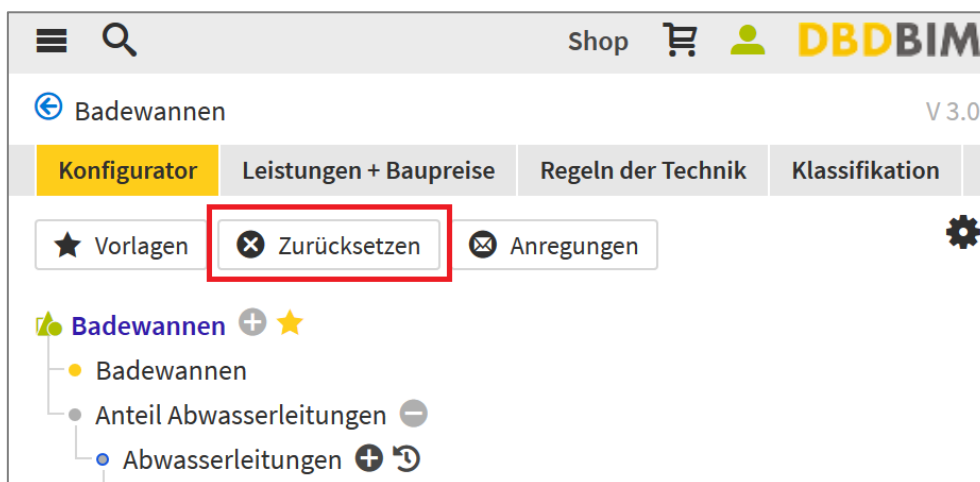 Shop DBDBIM
Badewannen V 3.0
Konfigurator Leistungen + Baupreise Regeln der Technik Klassifikation
Vorlagen Zurücksetzen Anregungen
Badewannen
Badewannen
Anteil Abwasserleitungen
Abwasserleitungen